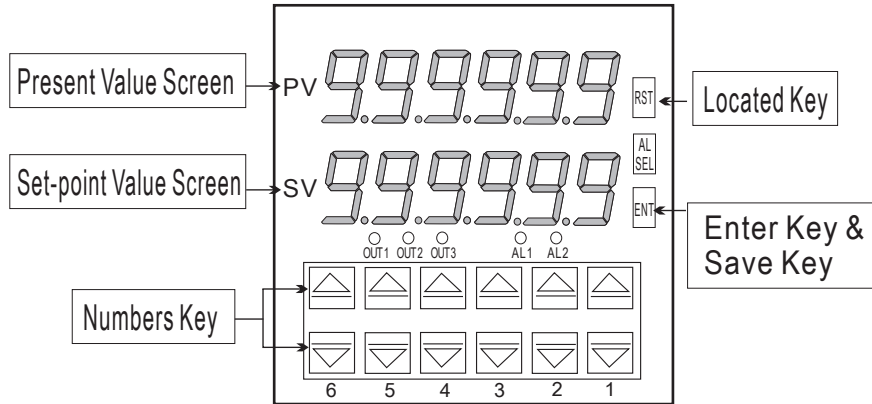 Present Value Screen
PV
9.9.9.9.9.9
RST
Located Key
AL
SEL
Set-point Value Screen
SV
9.9.9.9.9.9
ENT
Enter Key &
Save Key
OUT1 OUT2 OUT3 AL1 AL2
Numbers Key
6 5 4 3 2 1